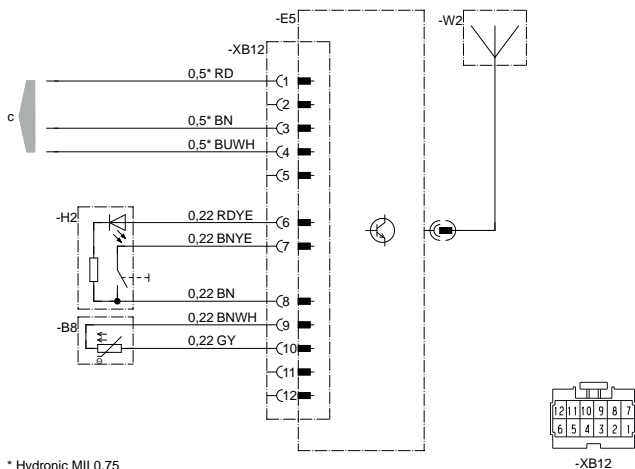 -E5
-W2
-XB12
0,5* RD
1
2
c
0,5* BN
3
0,5* BUWH
4
5
-H2
0,22 RDYE
6
0,22 BNYE
7
0,22 BN
8
-B8
0,22 BNWH
9
0,22 GY
10
11
12
12 11 10 9 8 7
6 5 4 3 2 1
-XB12
* Hydronic MII 0,75